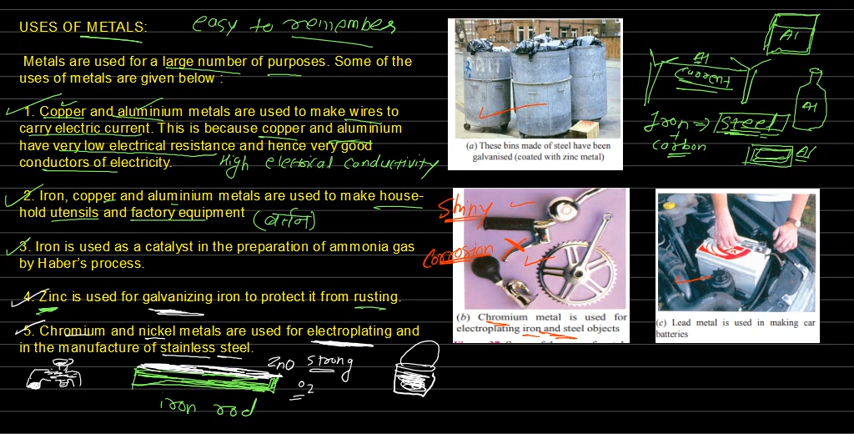 USES OF METALS: easy to remember
Metals are used for a large number of purposes. Some of the
uses of metals are given below :
1. Copper and aluminium metals are used to make wires to
carry electric current. This is because copper and aluminium
have very low electrical resistance and hence very good
conductors of electricity. High electrical conductivity
2. Iron, copper and aluminium metals are used to make house-
hold utensils and factory equipment (बर्तन)
3. Iron is used as a catalyst in the preparation of ammonia gas
by Haber's process.
4. Zinc is used for galvanizing iron to protect it from rusting.
5. Chromium and nickel metals are used for electroplating and
in the manufacture of stainless steel.
ZnO strong
O2
iron rod
(a) These bins made of steel have been
galvanised (coated with zinc metal)
Al
Al
Current
Al
Iron ⇒ Steel
+
carbon
Al
Shiny
Corrosion
(b) Chromium metal is used for
electroplating iron and steel objects
(c) Lead metal is used in making car
batteries